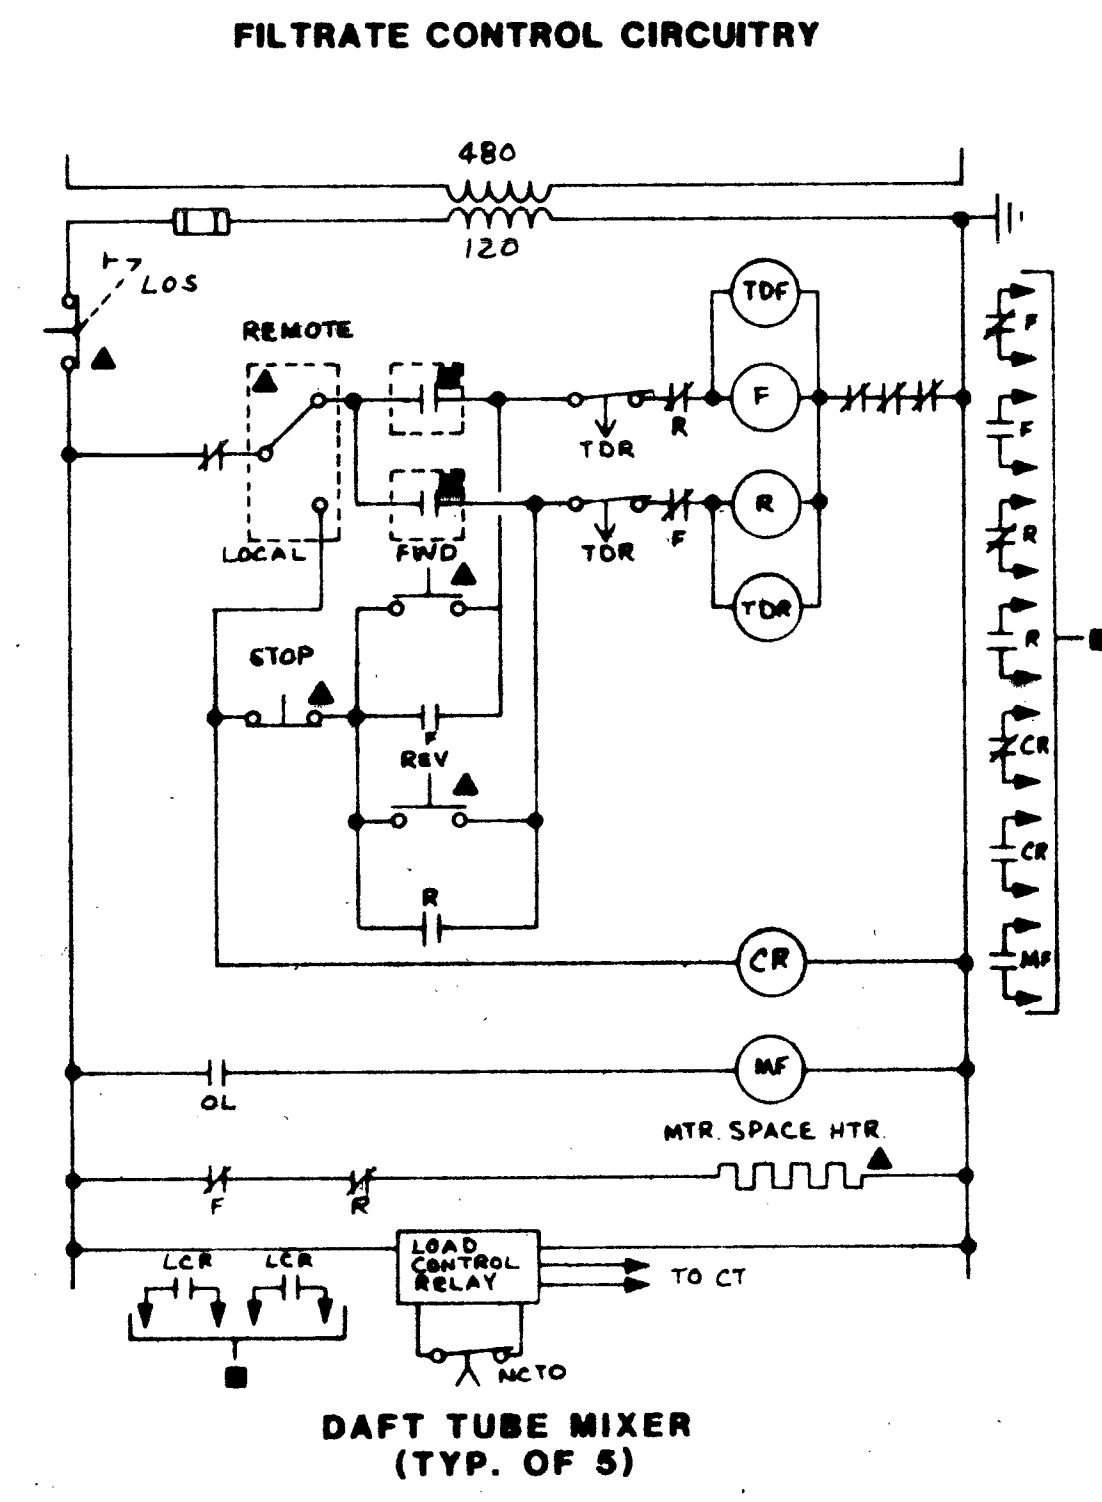 FILTRATE CONTROL CIRCUITRY
480
120
LOS
REMOTE
TDF
F
F
R
TDR
F
R
R
LOCAL
FWD
TDR
F
TDR
R
STOP
F
REV
CR
CR
R
CR
MF
MF
OL
MTR. SPACE HTR.
F
R
LCR
LCR
LOAD
CONTROL
RELAY
TO CT
NCTO
DAFT TUBE MIXER
(TYP. OF 5)